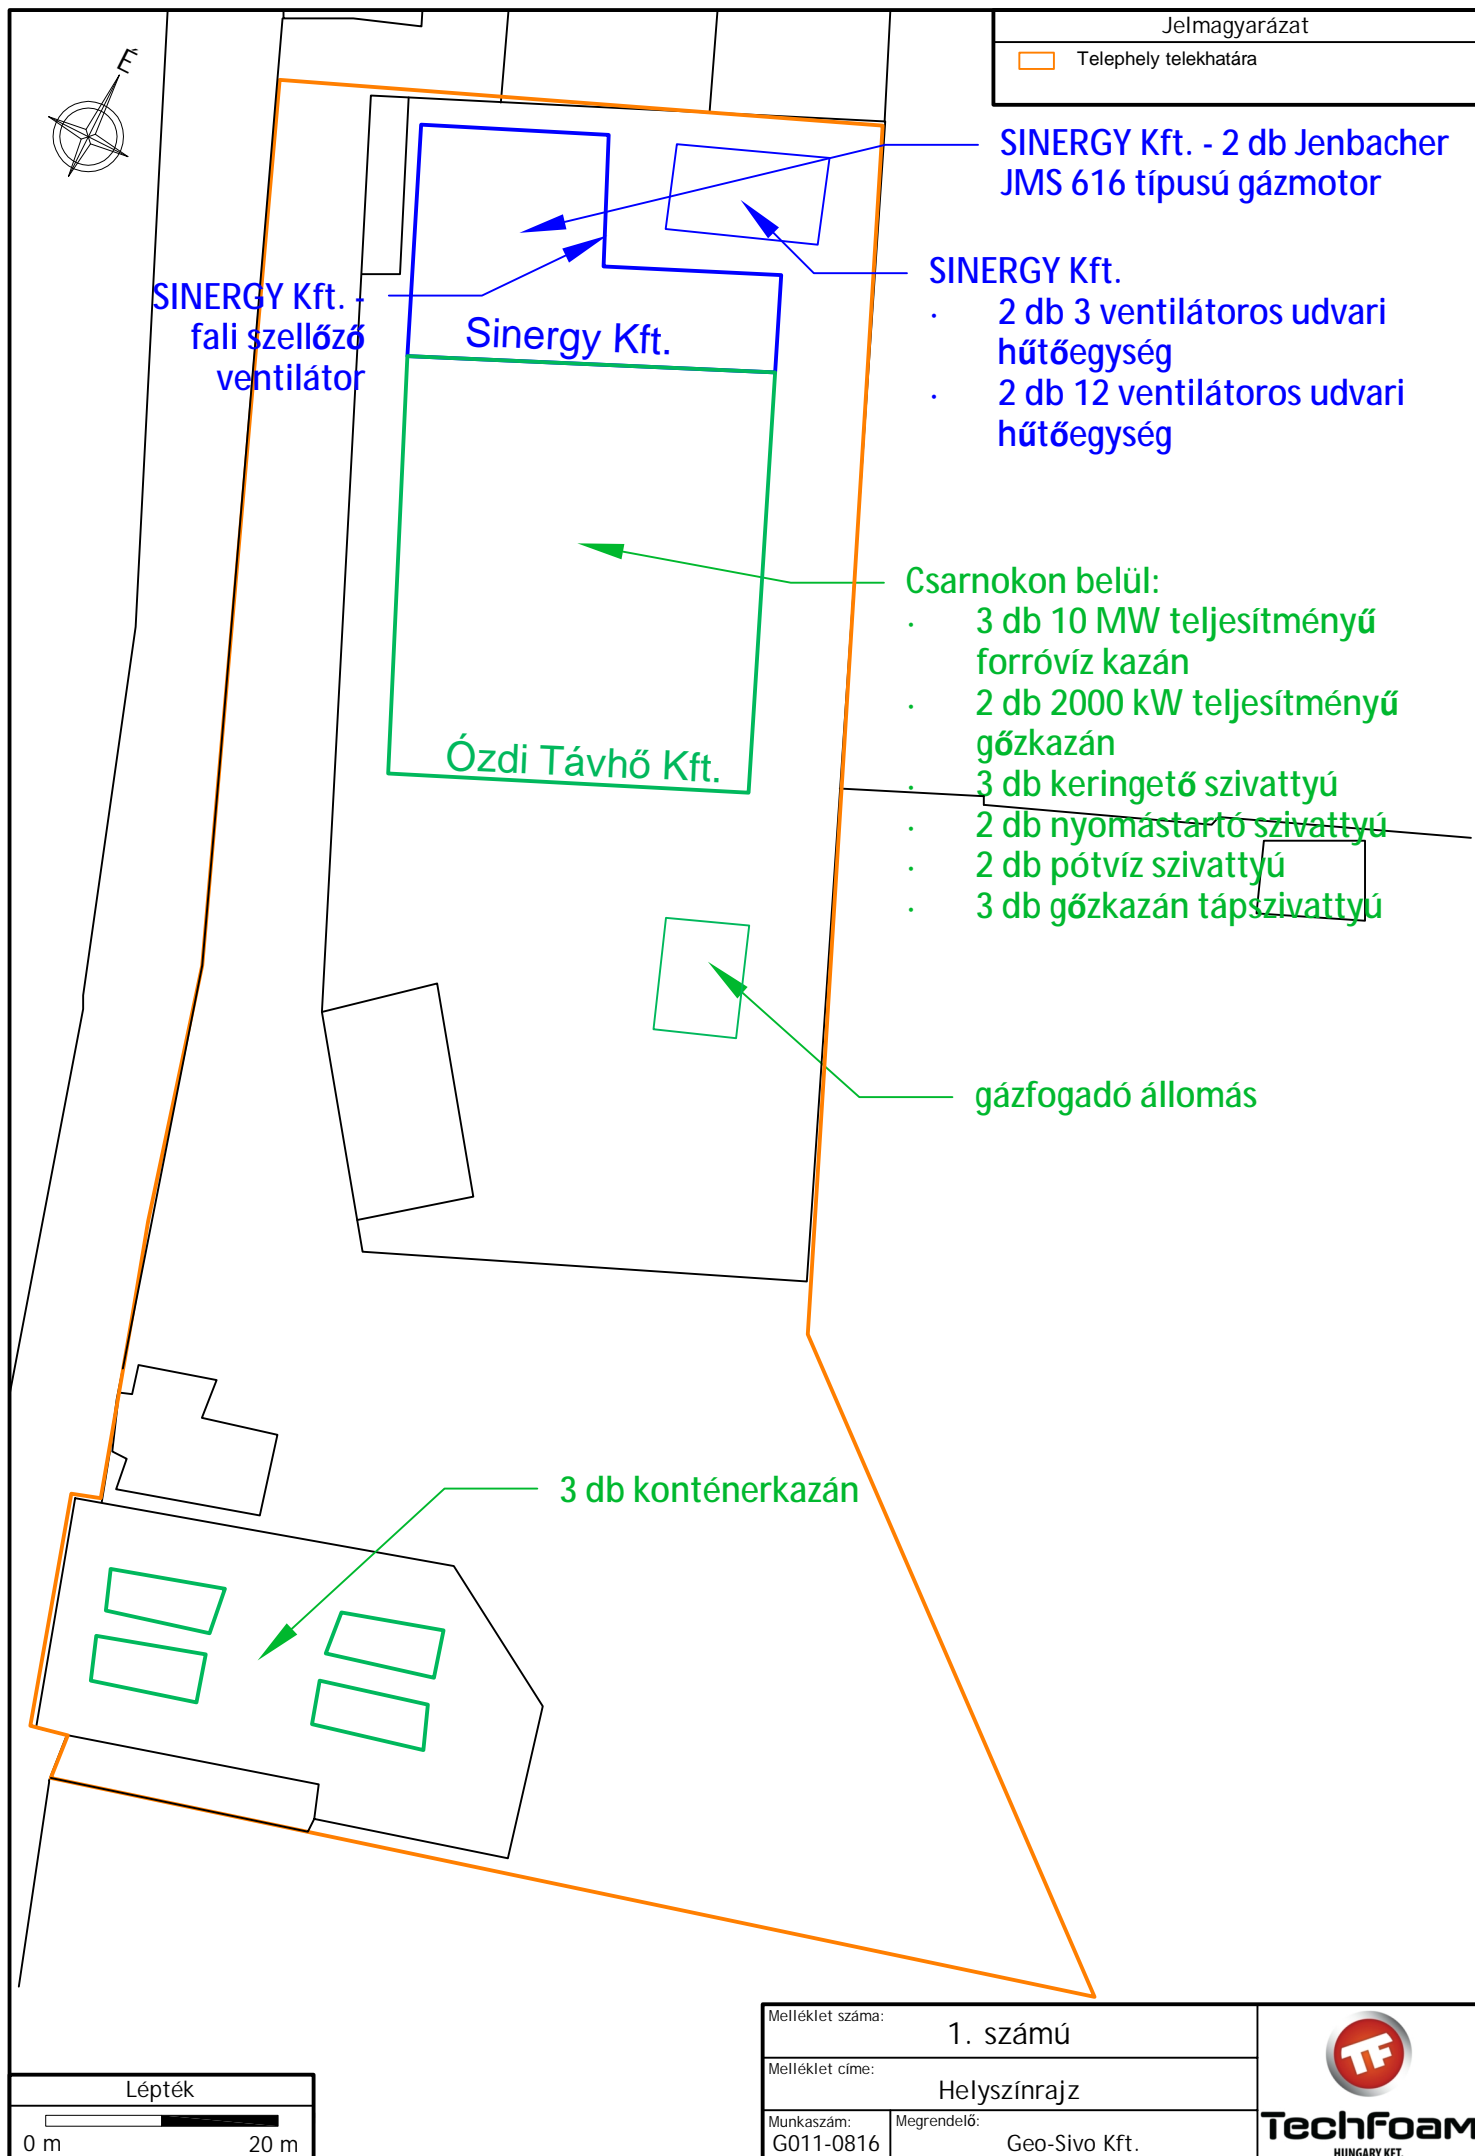 Jelmagyarázat
Telephely telekhatára
É
SINERGY Kft. - 2 db Jenbacher
JMS 616 típusú gázmotor
SINERGY Kft.
· 2 db 3 ventilátoros udvari
hűtőegység
· 2 db 12 ventilátoros udvari
hűtőegység
SINERGY Kft. -
fali szellőző
ventilátor
Sinergy Kft.
Csarnokon belül:
· 3 db 10 MW teljesítményű
forróvíz kazán
· 2 db 2000 kW teljesítményű
gőzkazán
· 3 db keringető szivattyú
· 2 db nyomástartó szivattyú
· 2 db pótvíz szivattyú
· 3 db gőzkazán tápszivattyú
Ózdi Távhő Kft.
gázfogadó állomás
3 db konténerkazán
Lépték
0 m 20 m
Melléklet száma:
1. számú
Melléklet címe:
Helyszínrajz
Munkaszám:
G011-0816
Megrendelő:
Geo-Sivo Kft.
TF
TechFoam
HUNGARY KFT.